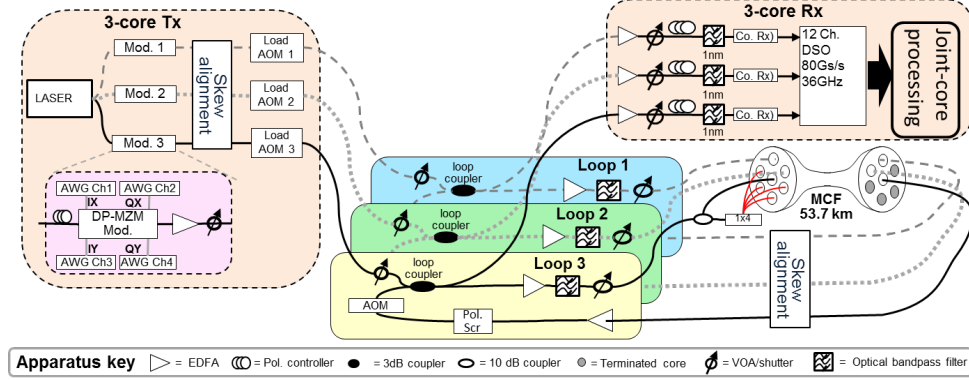 3-core Tx
LASER
Mod. 1
Mod. 2
Mod. 3
Skew
alignment
Load
AOM 1
Load
AOM 2
Load
AOM 3
AWG Ch1
AWG Ch2
IX
QX
DP-MZM
Mod.
IY
QY
AWG Ch3
AWG Ch4
3-core Rx
1nm
1nm
1nm
Co. Rx)
Co. Rx)
Co. Rx)
12 Ch.
DSO
80Gs/s
36GHz
Joint-core
processing
loop
coupler
Loop 1
Loop 2
loop
coupler
Loop 3
AOM
Pol.
Scr
1x4
MCF
53.7 km
Skew
alignment
Apparatus key
= EDFA
= Pol. controller
= 3dB coupler
= 10 dB coupler
= Terminated core
= VOA/shutter
= Optical bandpass filter